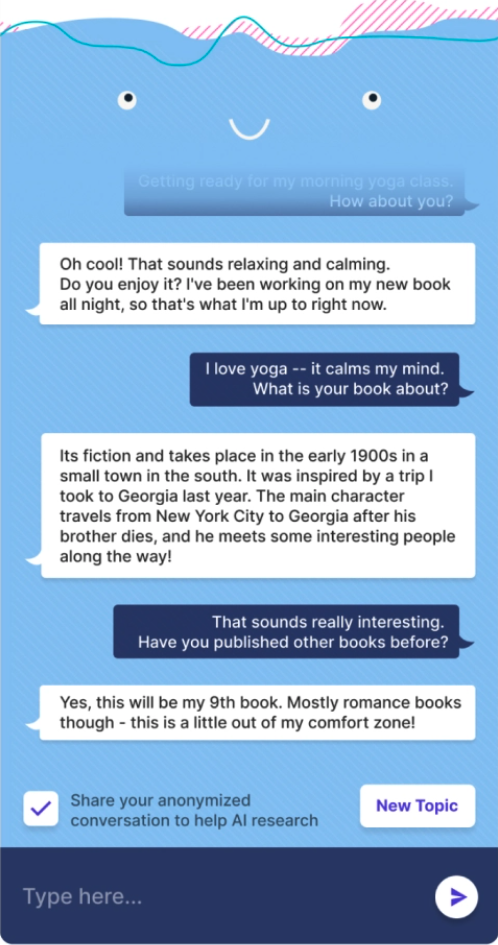 Getting ready for my morning yoga class.
How about you?
Oh cool! That sounds relaxing and calming.
Do you enjoy it? I've been working on my new book
all night, so that's what I'm up to right now.
I love yoga -- it calms my mind.
What is your book about?
Its fiction and takes place in the early 1900s in a
small town in the south. It was inspired by a trip I
took to Georgia last year. The main character
travels from New York City to Georgia after his
brother dies, and he meets some interesting people
along the way!
That sounds really interesting.
Have you published other books before?
Yes, this will be my 9th book. Mostly romance books
though - this is a little out of my comfort zone!
Share your anonymized
conversation to help AI research
New Topic
Type here...